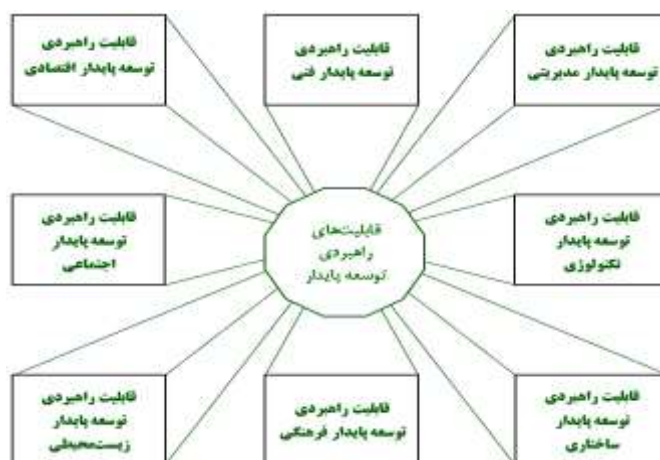 قابلیت راهبردی
توسعه پایدار مدیریتی
قابلیت راهبردی
توسعه پایدار فنی
قابلیت راهبردی
توسعه پایدار اقتصادی
قابلیت راهبردی
توسعه پایدار
تکنولوژی
قابلیت‌های
راهبردی
توسعه پایدار
قابلیت راهبردی
توسعه پایدار
اجتماعی
قابلیت راهبردی
توسعه پایدار
ساختاری
قابلیت راهبردی
توسعه پایدار فرهنگی
قابلیت راهبردی
توسعه پایدار
زیست‌محیطی